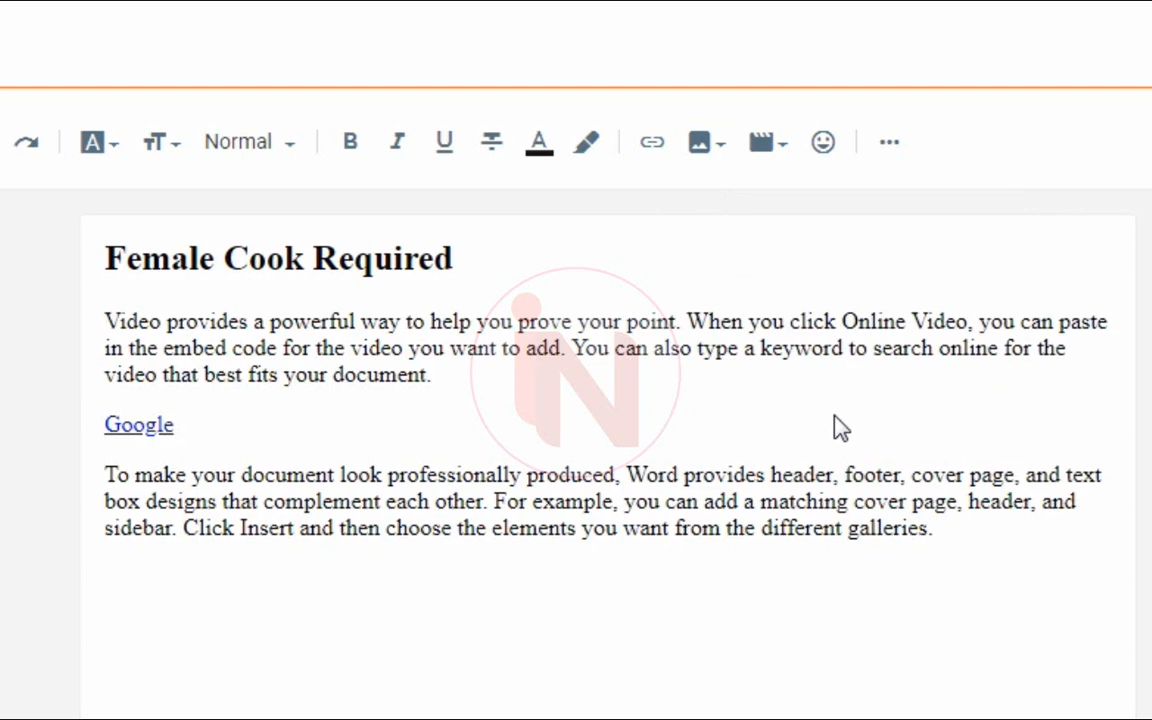 Normal
B I U A
Female Cook Required
Video provides a powerful way to help you prove your point. When you click Online Video, you can paste
in the embed code for the video you want to add. You can also type a keyword to search online for the
video that best fits your document.
Google
To make your document look professionally produced, Word provides header, footer, cover page, and text
box designs that complement each other. For example, you can add a matching cover page, header, and
sidebar. Click Insert and then choose the elements you want from the different galleries.
iN